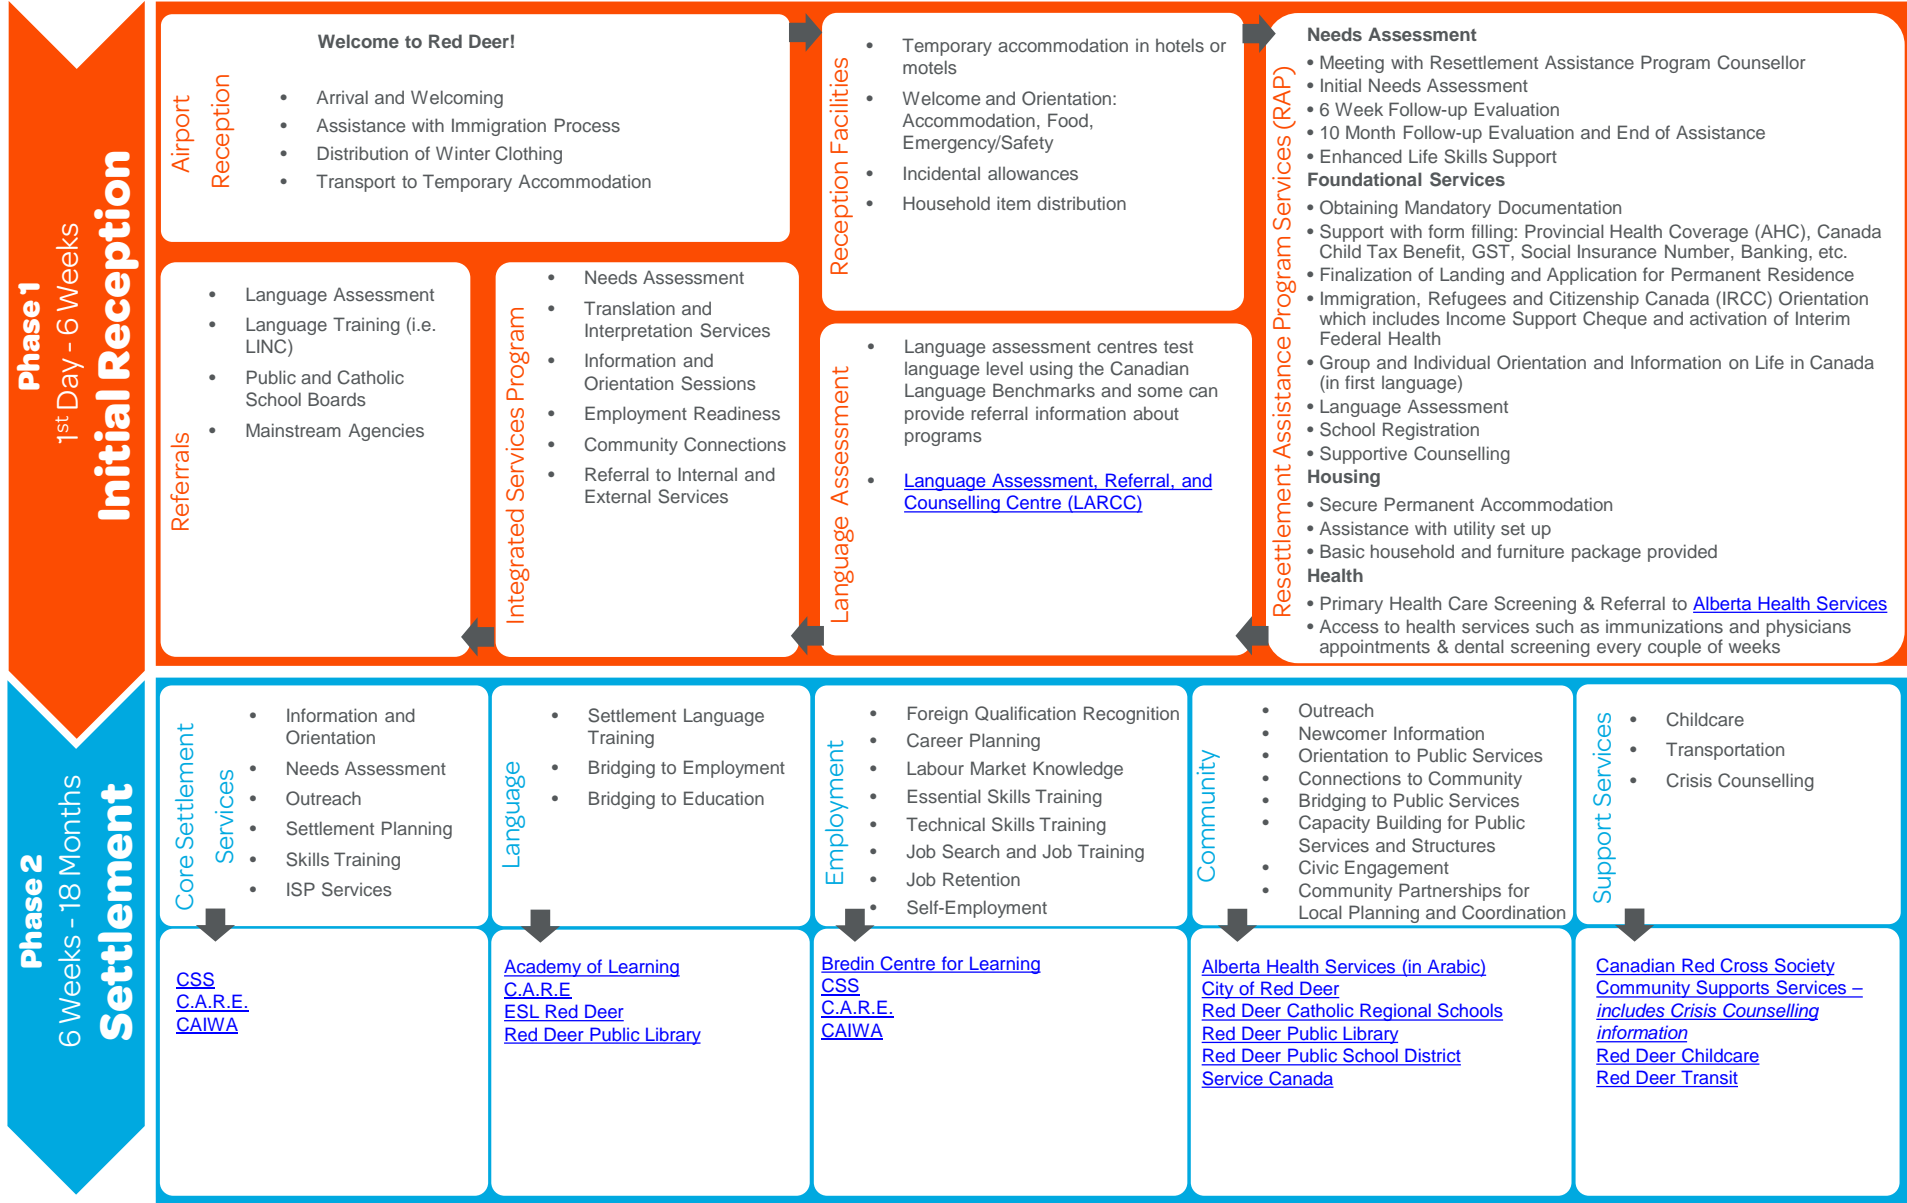 Phase 1
1st Day - 6 Weeks
Initial Reception
Airport
Reception
Welcome to Red Deer!
• Arrival and Welcoming
• Assistance with Immigration Process
• Distribution of Winter Clothing
• Transport to Temporary Accommodation
Reception Facilities
• Temporary accommodation in hotels or
motels
• Welcome and Orientation:
Accommodation, Food,
Emergency/Safety
• Incidental allowances
• Household item distribution
Resettlement Assistance Program Services (RAP)
Needs Assessment
• Meeting with Resettlement Assistance Program Counsellor
• Initial Needs Assessment
• 6 Week Follow-up Evaluation
• 10 Month Follow-up Evaluation and End of Assistance
• Enhanced Life Skills Support
Foundational Services
• Obtaining Mandatory Documentation
• Support with form filling: Provincial Health Coverage (AHC), Canada
Child Tax Benefit, GST, Social Insurance Number, Banking, etc.
• Finalization of Landing and Application for Permanent Residence
• Immigration, Refugees and Citizenship Canada (IRCC) Orientation
which includes Income Support Cheque and activation of Interim
Federal Health
• Group and Individual Orientation and Information on Life in Canada
(in first language)
• Language Assessment
• School Registration
• Supportive Counselling
Housing
• Secure Permanent Accommodation
• Assistance with utility set up
• Basic household and furniture package provided
Health
• Primary Health Care Screening & Referral to Alberta Health Services
• Access to health services such as immunizations and physicians
appointments & dental screening every couple of weeks
Language Assessment
• Language assessment centres test
language level using the Canadian
Language Benchmarks and some can
provide referral information about
programs
• Language Assessment, Referral, and
Counselling Centre (LARCC)
Integrated Services Program
• Needs Assessment
• Translation and
Interpretation Services
• Information and
Orientation Sessions
• Employment Readiness
• Community Connections
• Referral to Internal and
External Services
Referrals
• Language Assessment
• Language Training (i.e.
LINC)
• Public and Catholic
School Boards
• Mainstream Agencies
Phase 2
6 Weeks - 18 Months
Settlement
Core Settlement
Services
• Information and
Orientation
• Needs Assessment
• Outreach
• Settlement Planning
• Skills Training
• ISP Services
CSS
C.A.R.E.
CAIWA
Language
• Settlement Language
Training
• Bridging to Employment
• Bridging to Education
Academy of Learning
C.A.R.E
ESL Red Deer
Red Deer Public Library
Employment
• Foreign Qualification Recognition
• Career Planning
• Labour Market Knowledge
• Essential Skills Training
• Technical Skills Training
• Job Search and Job Training
• Job Retention
• Self-Employment
Bredin Centre for Learning
CSS
C.A.R.E.
CAIWA
Community
• Outreach
• Newcomer Information
• Orientation to Public Services
• Connections to Community
• Bridging to Public Services
• Capacity Building for Public
Services and Structures
• Civic Engagement
• Community Partnerships for
Local Planning and Coordination
Alberta Health Services (in Arabic)
City of Red Deer
Red Deer Catholic Regional Schools
Red Deer Public Library
Red Deer Public School District
Service Canada
Support Services
• Childcare
• Transportation
• Crisis Counselling
Canadian Red Cross Society
Community Supports Services –
includes Crisis Counselling
information
Red Deer Childcare
Red Deer Transit